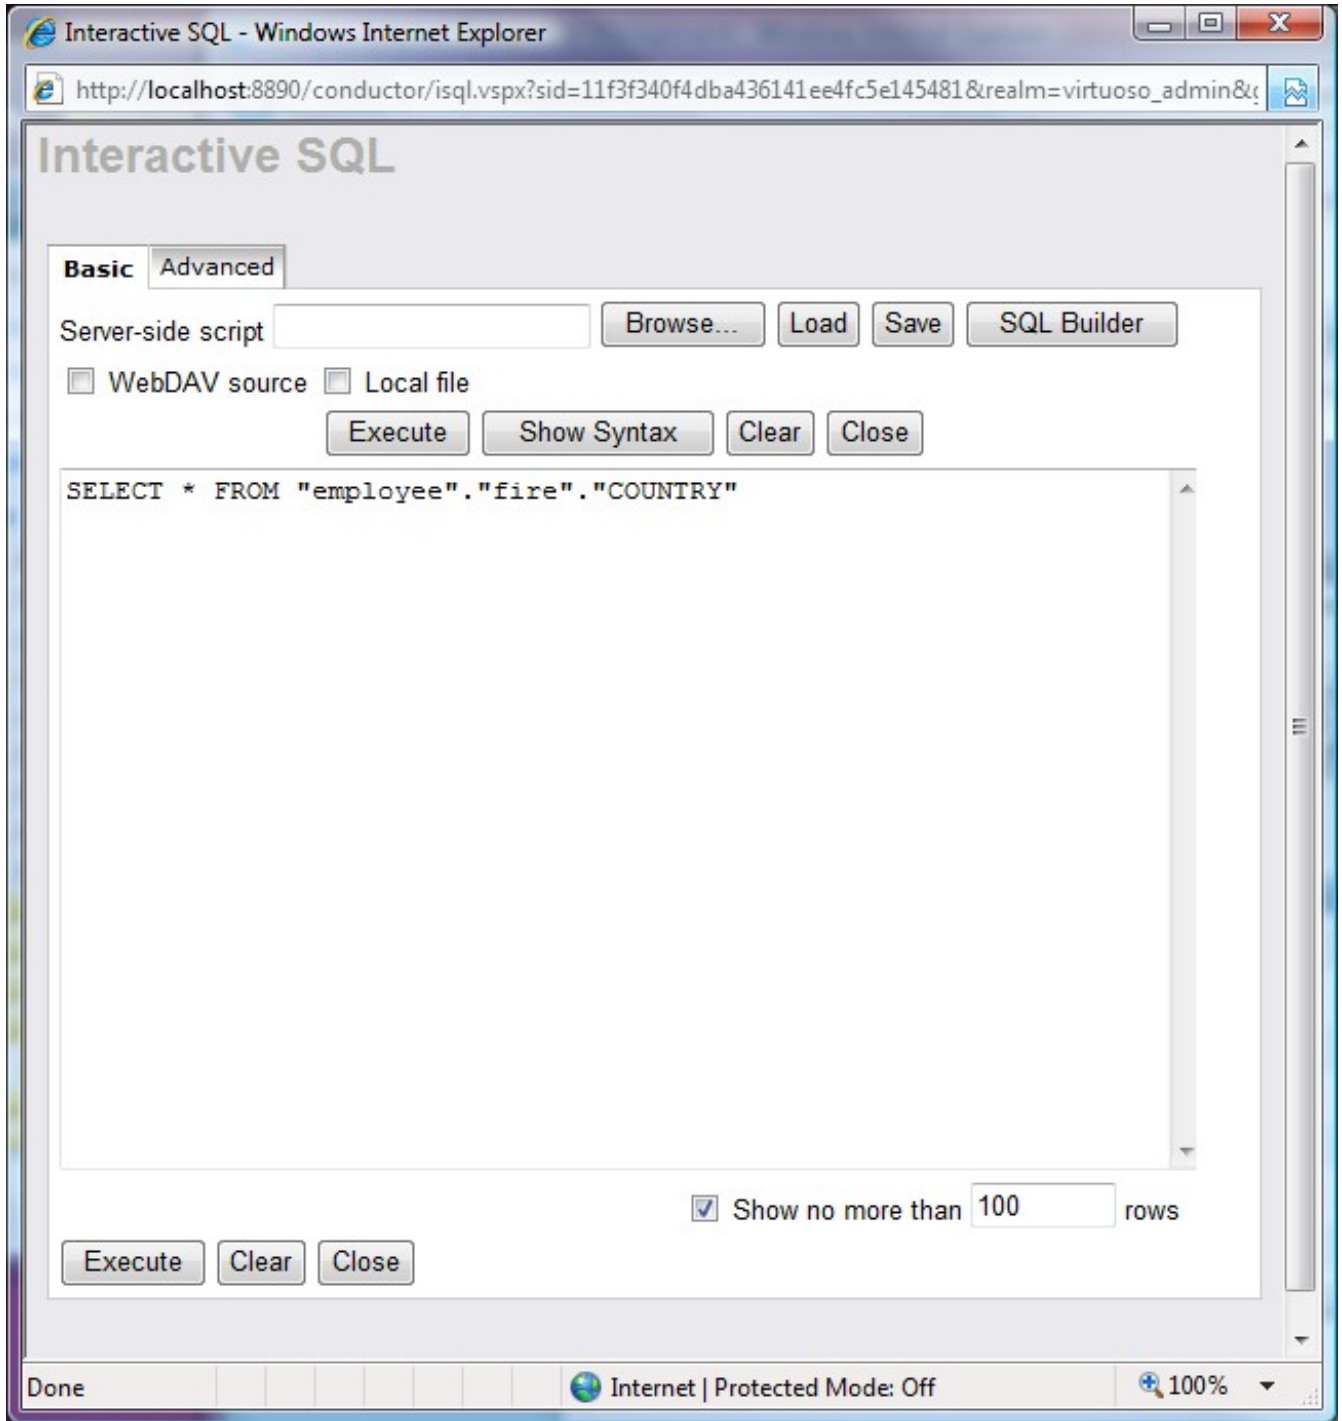 Interactive SQL - Windows Internet Explorer
http://localhost:8890/conductor/isql.vspx?sid=11f3f340f4dba436141ee4fc5e145481&realm=virtuoso_admin&
Interactive SQL
Basic Advanced
Server-side script Browse... Load Save SQL Builder
WebDAV source Local file
Execute Show Syntax Clear Close
SELECT * FROM "employee"."fire"."COUNTRY"
Show no more than 100 rows
Execute Clear Close
Done Internet | Protected Mode: Off 100%